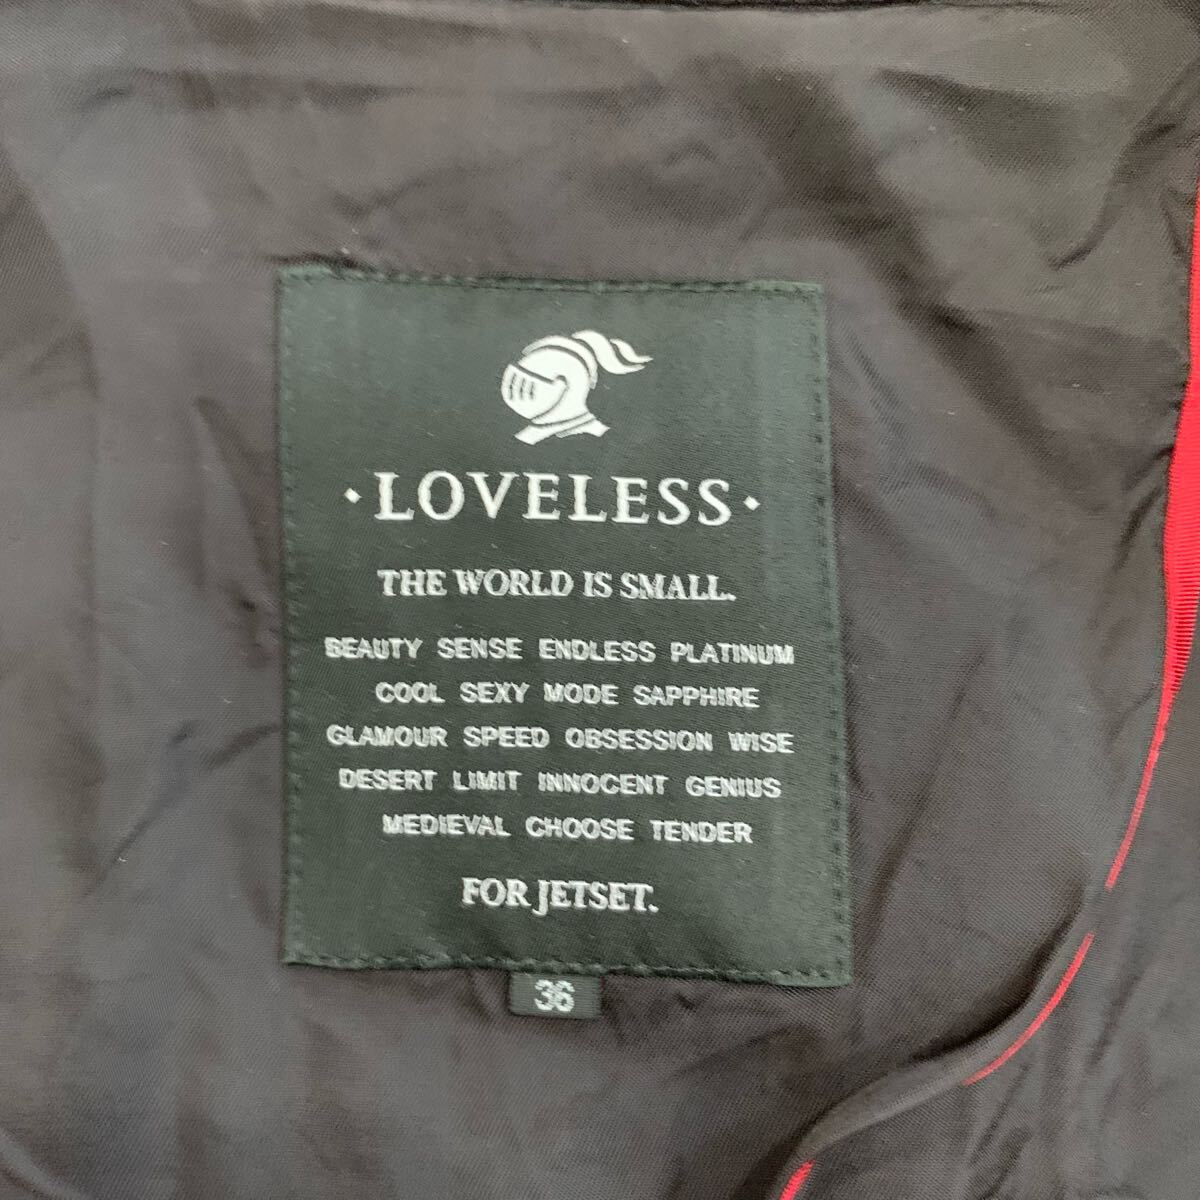 · LOVELESS ·
THE WORLD IS SMALL.
BEAUTY SENSE ENDLESS PLATINUM
COOL SEXY MODE SAPPHIRE
GLAMOUR SPEED OBSESSION WISE
DESERT LIMIT INNOCENT GENIUS
MEDIEVAL CHOOSE TENDER
FOR JETSET.
36